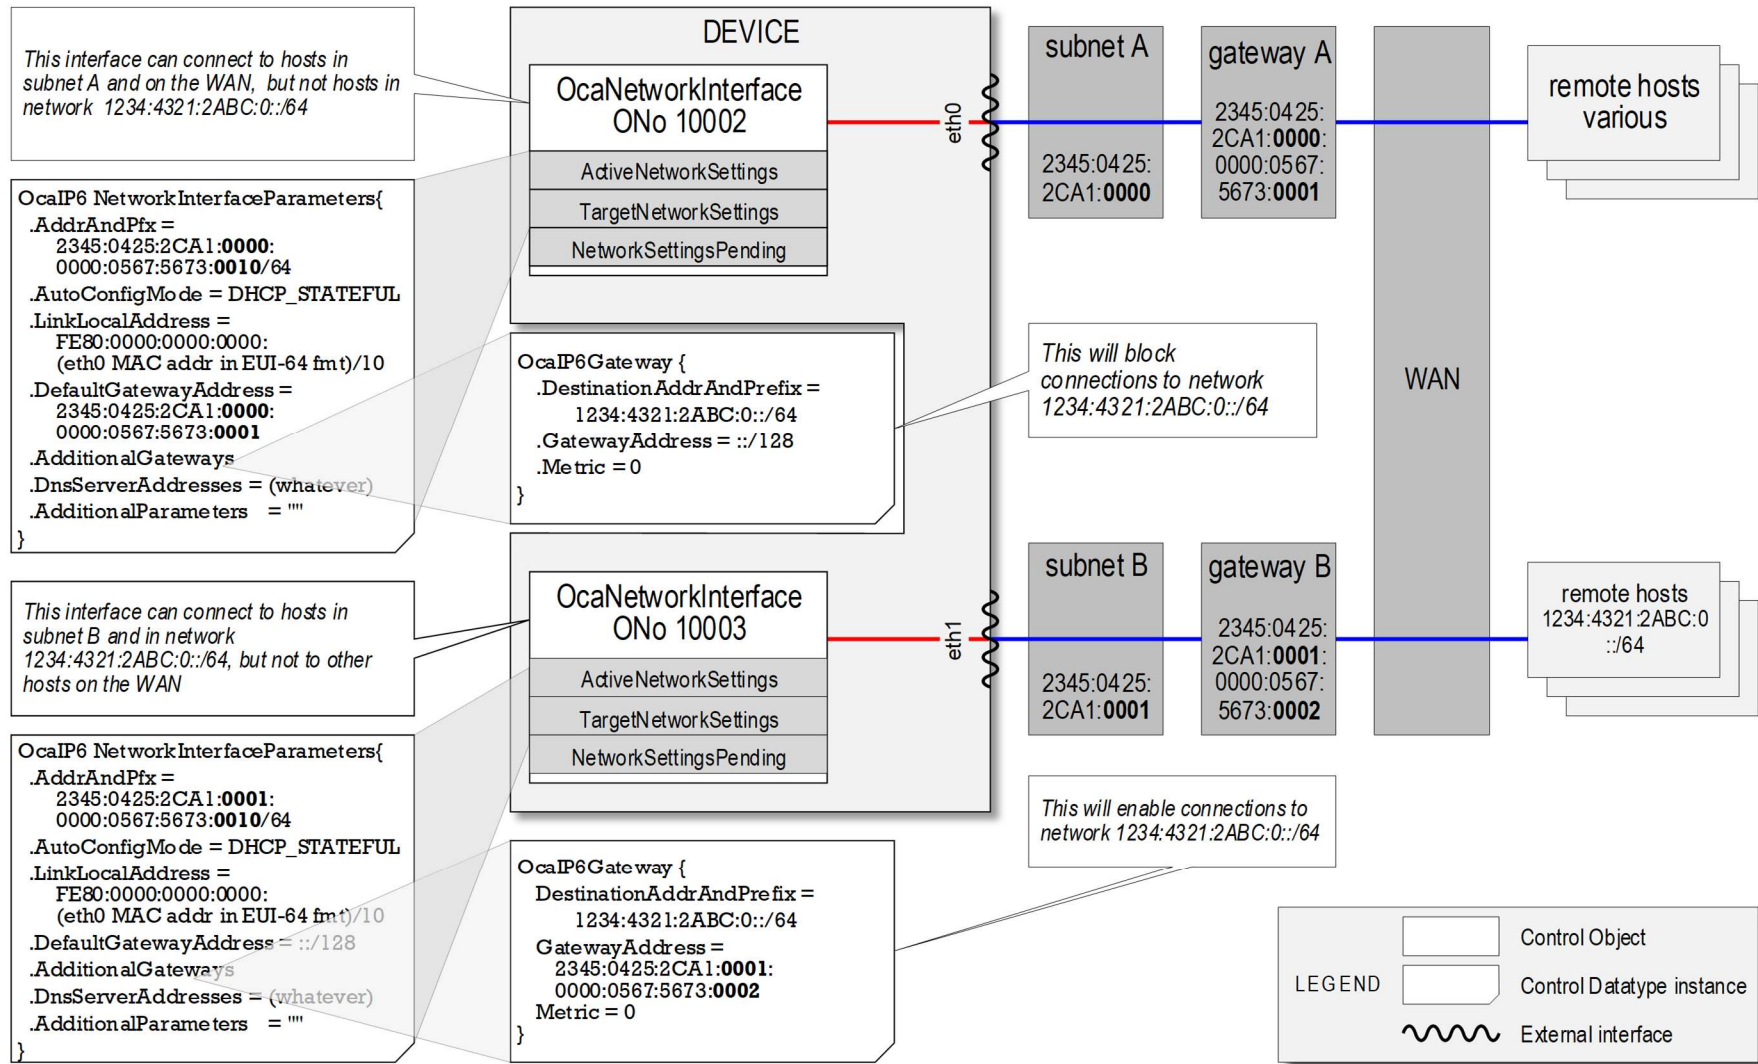 This interface can connect to hosts in
subnet A and on the WAN, but not hosts in
network 1234:4321:2ABC:0::/64
OcaIP6 NetworkInterfaceParameters{
.AddrAndPfx =
2345:0425:2CA1:0000:
0000:0567:5673:0010/64
.AutoConfigMode = DHCP_STATEFUL
.LinkLocalAddress =
FE80:0000:0000:0000:
(eth0 MAC addr in EUI-64 fmt)/10
.DefaultGatewayAddress =
2345:0425:2CA1:0000:
0000:0567:5673:0001
.AdditionalGateways
.DnsServerAddresses = (whatever)
.AdditionalParameters = ""
}
This interface can connect to hosts in
subnet B and in network
1234:4321:2ABC:0::/64, but not to other
hosts on the WAN
OcaIP6 NetworkInterfaceParameters{
.AddrAndPfx =
2345:0425:2CA1:0001:
0000:0567:5673:0010/64
.AutoConfigMode = DHCP_STATEFUL
.LinkLocalAddress =
FE80:0000:0000:0000:
(eth0 MAC addr in EUI-64 fmt)/10
.DefaultGatewayAddress = ::/128
.AdditionalGateways
.DnsServerAddresses = (whatever)
.AdditionalParameters = ""
}
DEVICE
OcaNetworkInterface
ONo 10002
ActiveNetworkSettings
TargetNetworkSettings
NetworkSettingsPending
eth0
OcaIP6Gateway {
.DestinationAddrAndPrefix =
1234:4321:2ABC:0::/64
.GatewayAddress = ::/128
.Metric = 0
}
OcaNetworkInterface
ONo 10003
ActiveNetworkSettings
TargetNetworkSettings
NetworkSettingsPending
eth1
OcaIP6Gateway {
DestinationAddrAndPrefix =
1234:4321:2ABC:0::/64
GatewayAddress =
2345:0425:2CA1:0001:
0000:0567:5673:0002
Metric = 0
}
subnet A
2345:0425:
2CA1:0000
gateway A
2345:0425:
2CA1:0000:
0000:0567:
5673:0001
WAN
remote hosts
various
This will block
connections to network
1234:4321:2ABC:0::/64
subnet B
2345:0425:
2CA1:0001
gateway B
2345:0425:
2CA1:0001:
0000:0567:
5673:0002
remote hosts
1234:4321:2ABC:0
::/64
This will enable connections to
network 1234:4321:2ABC:0::/64
LEGEND
Control Object
Control Datatype instance
External interface